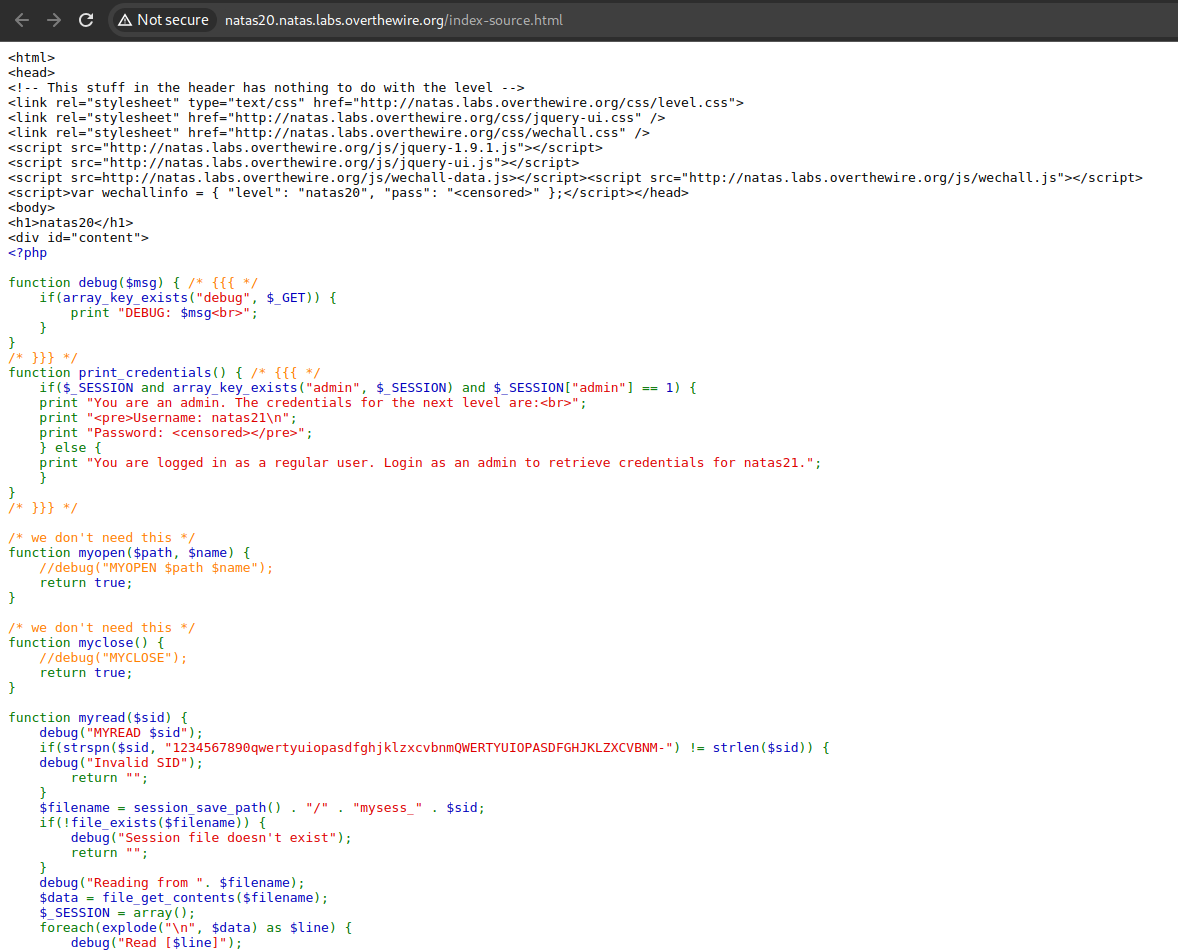 Not secure natas20.natas.labs.overthewire.org/index-source.html
<html>
<head>
<!-- This stuff in the header has nothing to do with the level -->
<link rel="stylesheet" type="text/css" href="http://natas.labs.overthewire.org/css/level.css">
<link rel="stylesheet" href="http://natas.labs.overthewire.org/css/jquery-ui.css" />
<link rel="stylesheet" href="http://natas.labs.overthewire.org/css/wechall.css" />
<script src="http://natas.labs.overthewire.org/js/jquery-1.9.1.js"></script>
<script src="http://natas.labs.overthewire.org/js/jquery-ui.js"></script>
<script src=http://natas.labs.overthewire.org/js/wechall-data.js></script><script src="http://natas.labs.overthewire.org/js/wechall.js"></script>
<script>var wechallinfo = { "level": "natas20", "pass": "<censored>" };</script></head>
<body>
<h1>natas20</h1>
<div id="content">
<?php

function debug($msg) { /* {{{ */
    if(array_key_exists("debug", $_GET)) {
        print "DEBUG: $msg<br>";
    }
}
/* }}} */
function print_credentials() { /* {{{ */
    if($_SESSION and array_key_exists("admin", $_SESSION) and $_SESSION["admin"] == 1) {
    print "You are an admin. The credentials for the next level are:<br>";
    print "<pre>Username: natas21\n";
    print "Password: <censored></pre>";
    } else {
    print "You are logged in as a regular user. Login as an admin to retrieve credentials for natas21.";
    }
}
/* }}} */

/* we don't need this */
function myopen($path, $name) {
    //debug("MYOPEN $path $name");
    return true;
}

/* we don't need this */
function myclose() {
    //debug("MYCLOSE");
    return true;
}

function myread($sid) {
    debug("MYREAD $sid");
    if(strspn($sid, "1234567890qwertyuiopasdfghjklzxcvbnmQWERTYUIOPASDFGHJKLZXCVBNM-") != strlen($sid)) {
    debug("Invalid SID");
        return "";
    }
    $filename = session_save_path() . "/" . "mysess_" . $sid;
    if(!file_exists($filename)) {
        debug("Session file doesn't exist");
        return "";
    }
    debug("Reading from ". $filename);
    $data = file_get_contents($filename);
    $_SESSION = array();
    foreach(explode("\n", $data) as $line) {
        debug("Read [$line]");